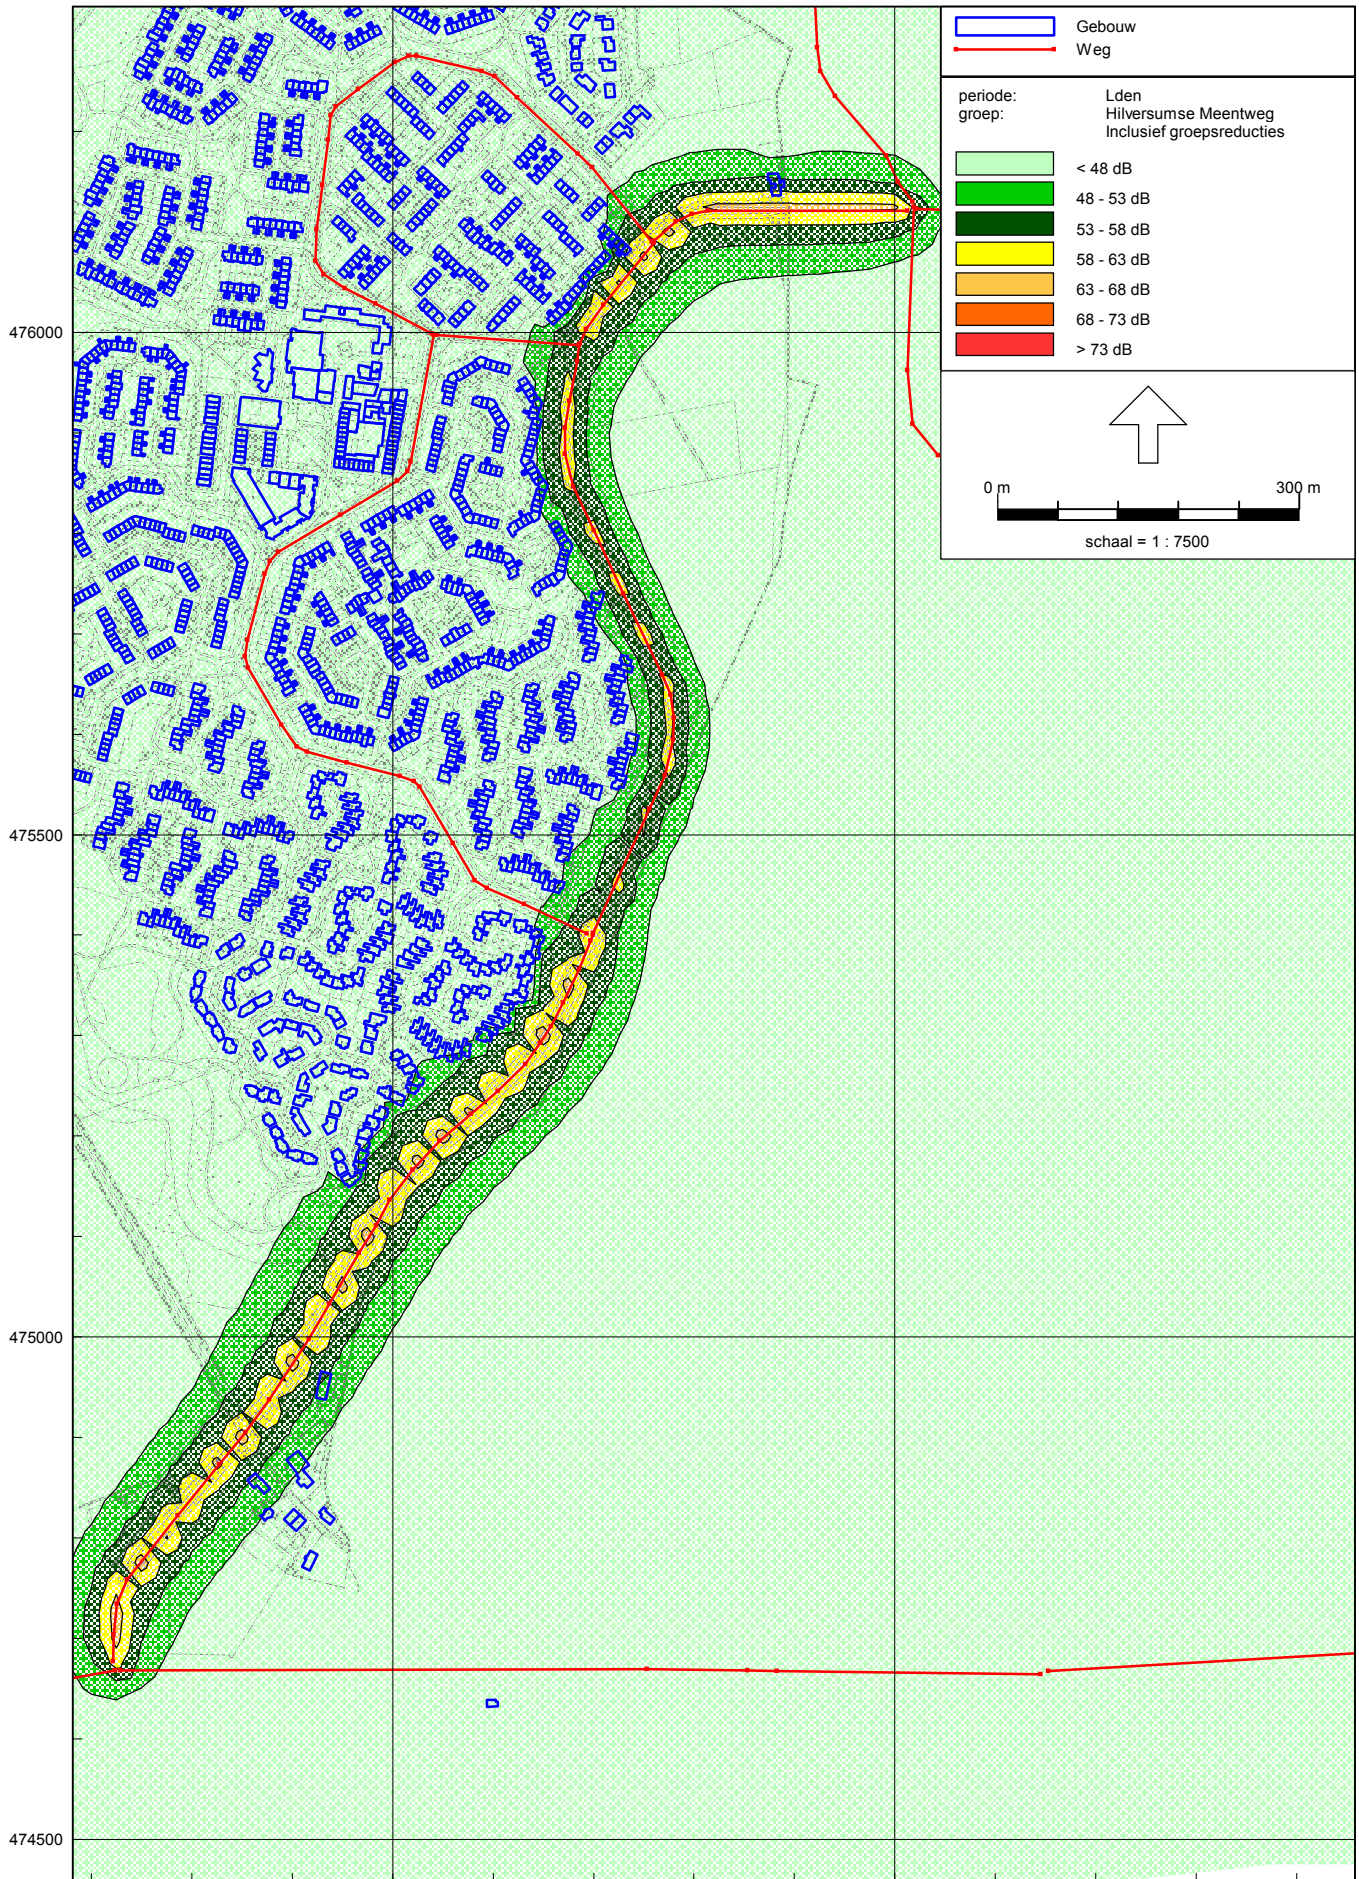 Gebouw
Weg
periode: Lden
groep: Hilversumse Meentweg
Inclusief groepsreducties
< 48 dB
48 - 53 dB
53 - 58 dB
58 - 63 dB
63 - 68 dB
68 - 73 dB
> 73 dB
0 m 300 m
schaal = 1 : 7500
476000
475500
475000
474500